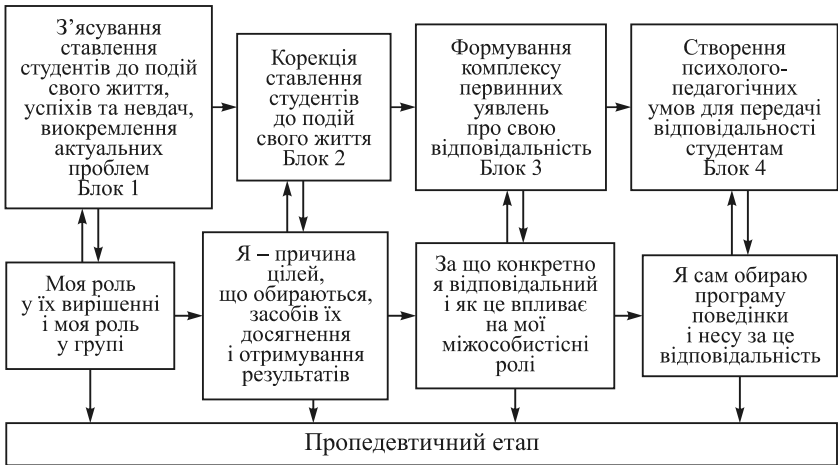 З’ясування
ставлення
студентів до подій
свого життя,
успіхів та невдач,
виокремлення
актуальних
проблем
Блок 1
Корекція
ставлення
студентів
до подій
свого життя
Блок 2
Формування
комплексу
первинних
уявлень
про свою
відповідальність
Блок 3
Створення
психолого-
педагогічних
умов для передачі
відповідальності
студентам
Блок 4
Моя роль
у їх вирішенні
і моя роль
у групі
Я – причина
цілей,
що обираються,
засобів їх
досягнення
і отримування
результатів
За що конкретно
я відповідальний
і як це впливає
на мої
міжособистісні
ролі
Я сам обираю
програму
поведінки
і несу за це
відповідальність
Пропедевтичний етап